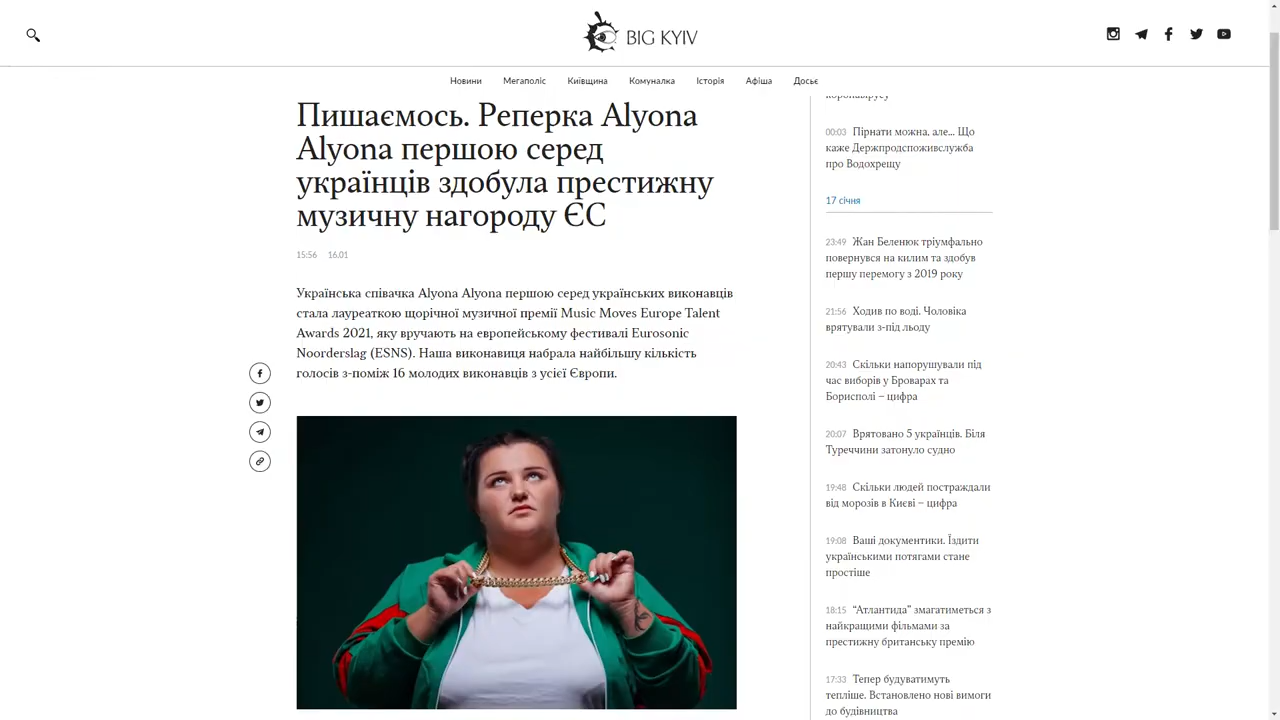 BIG KYIV
Новини Мегаполіс Київщина Комуналка Історія Афіша Досьє
Пишаємось. Реперка Alyona
Alyona першою серед
українців здобула престижну
музичну нагороду ЄС
15:56 16.01
Українська співачка Alyona Alyona першою серед українських виконавців
стала лауреаткою щорічної музичної премії Music Moves Europe Talent
Awards 2021, яку вручають на европейському фестивалі Eurosonic
Noorderslag (ESNS). Наша виконавиця набрала найбільшу кількість
голосів з-поміж 16 молодих виконавців з усієї Європи.
коронавірусу
00:03 Пірнати можна, але... Що
каже Держпродспоживслужба
про Водохрещу
17 січня
23:49 Жан Беленюк тріумфально
повернувся на килим та здобув
першу перемогу з 2019 року
21:56 Ходив по воді. Чоловіка
врятували з-під льоду
20:43 Скільки напорушували під
час виборів у Броварах та
Борисполі – цифра
20:07 Врятовано 5 українців. Біля
Туреччини затонуло судно
19:48 Скільки людей постраждали
від морозів в Києві – цифра
19:08 Ваші документики. Їздити
українськими потягами стане
простіше
18:15 “Атлантида” змагатиметься з
найкращими фільмами за
престижну британську премію
17:33 Тепер будуватимуть
тепліше. Встановлено нові вимоги
до будівництва